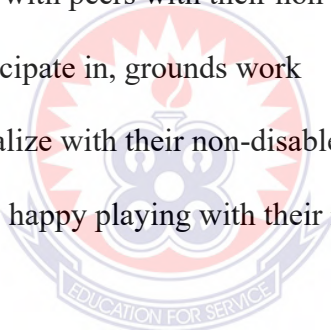 with peers with their non
cipate in, grounds work
alize with their non-disable
happy playing with their
EDUCATION FOR SERVICE